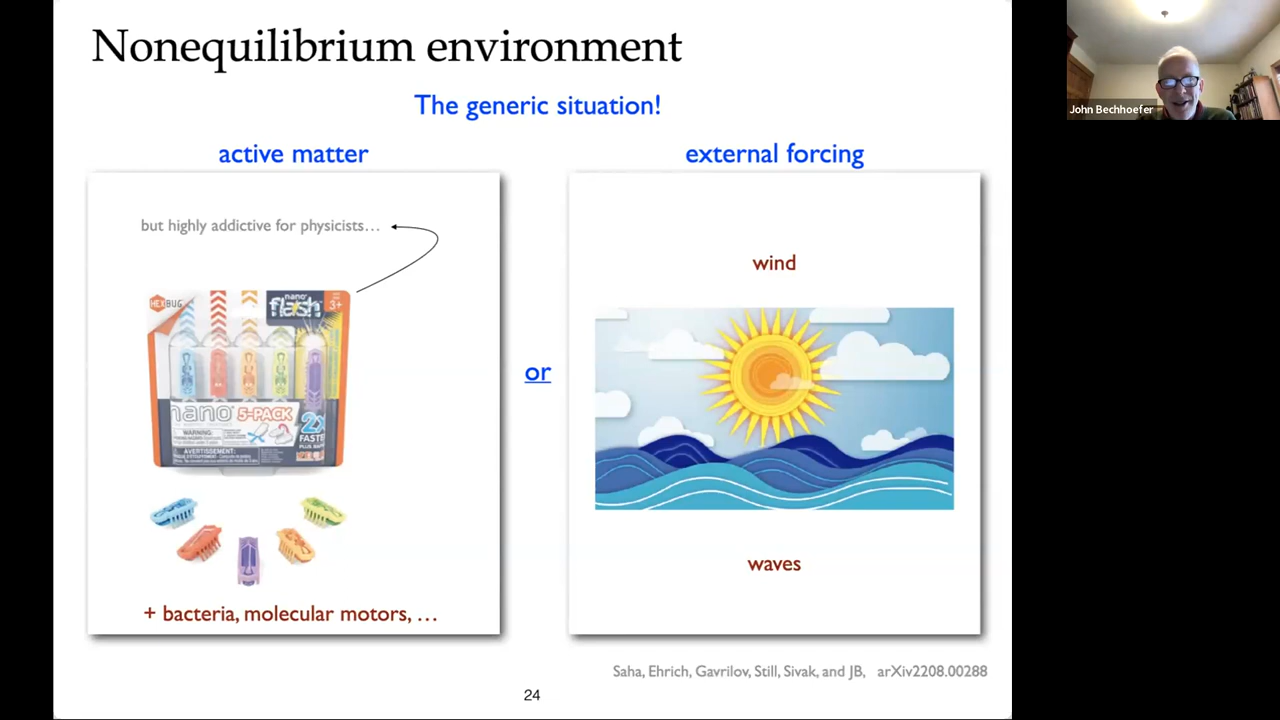 Nonequilibrium environment
The generic situation!
active matter
external forcing
but highly addictive for physicists…
HEXBUG
nano
flash
3+
nano 5-PACK
WARNING:
2X
FASTER
AVERTISSEMENT:
+ bacteria, molecular motors, …
or
wind
waves
Saha, Ehrich, Gavrilov, Still, Sivak, and JB, arXiv2208.00288
24
John Bechhoefer